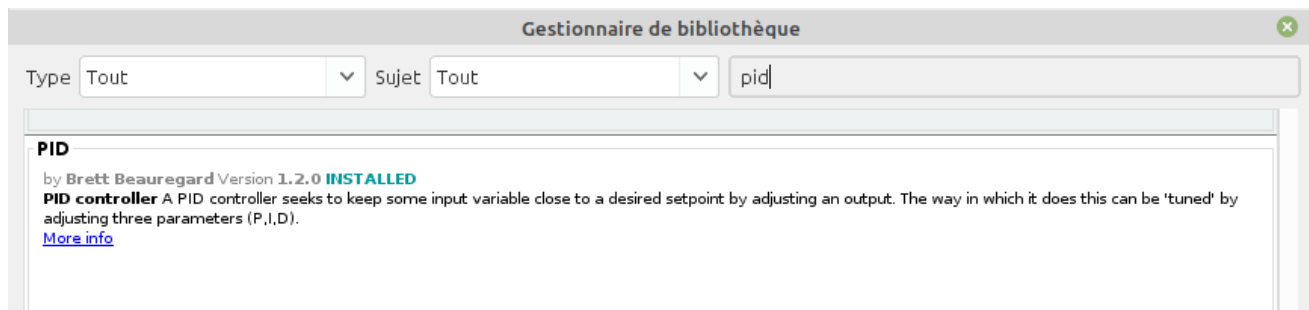 Gestionnaire de bibliothèque
Type Tout Sujet Tout pid
PID
by Brett Beauregard Version 1.2.0 INSTALLED
PID controller A PID controller seeks to keep some input variable close to a desired setpoint by adjusting an output. The way in which it does this can be 'tuned' by
adjusting three parameters (P,I,D).
More info